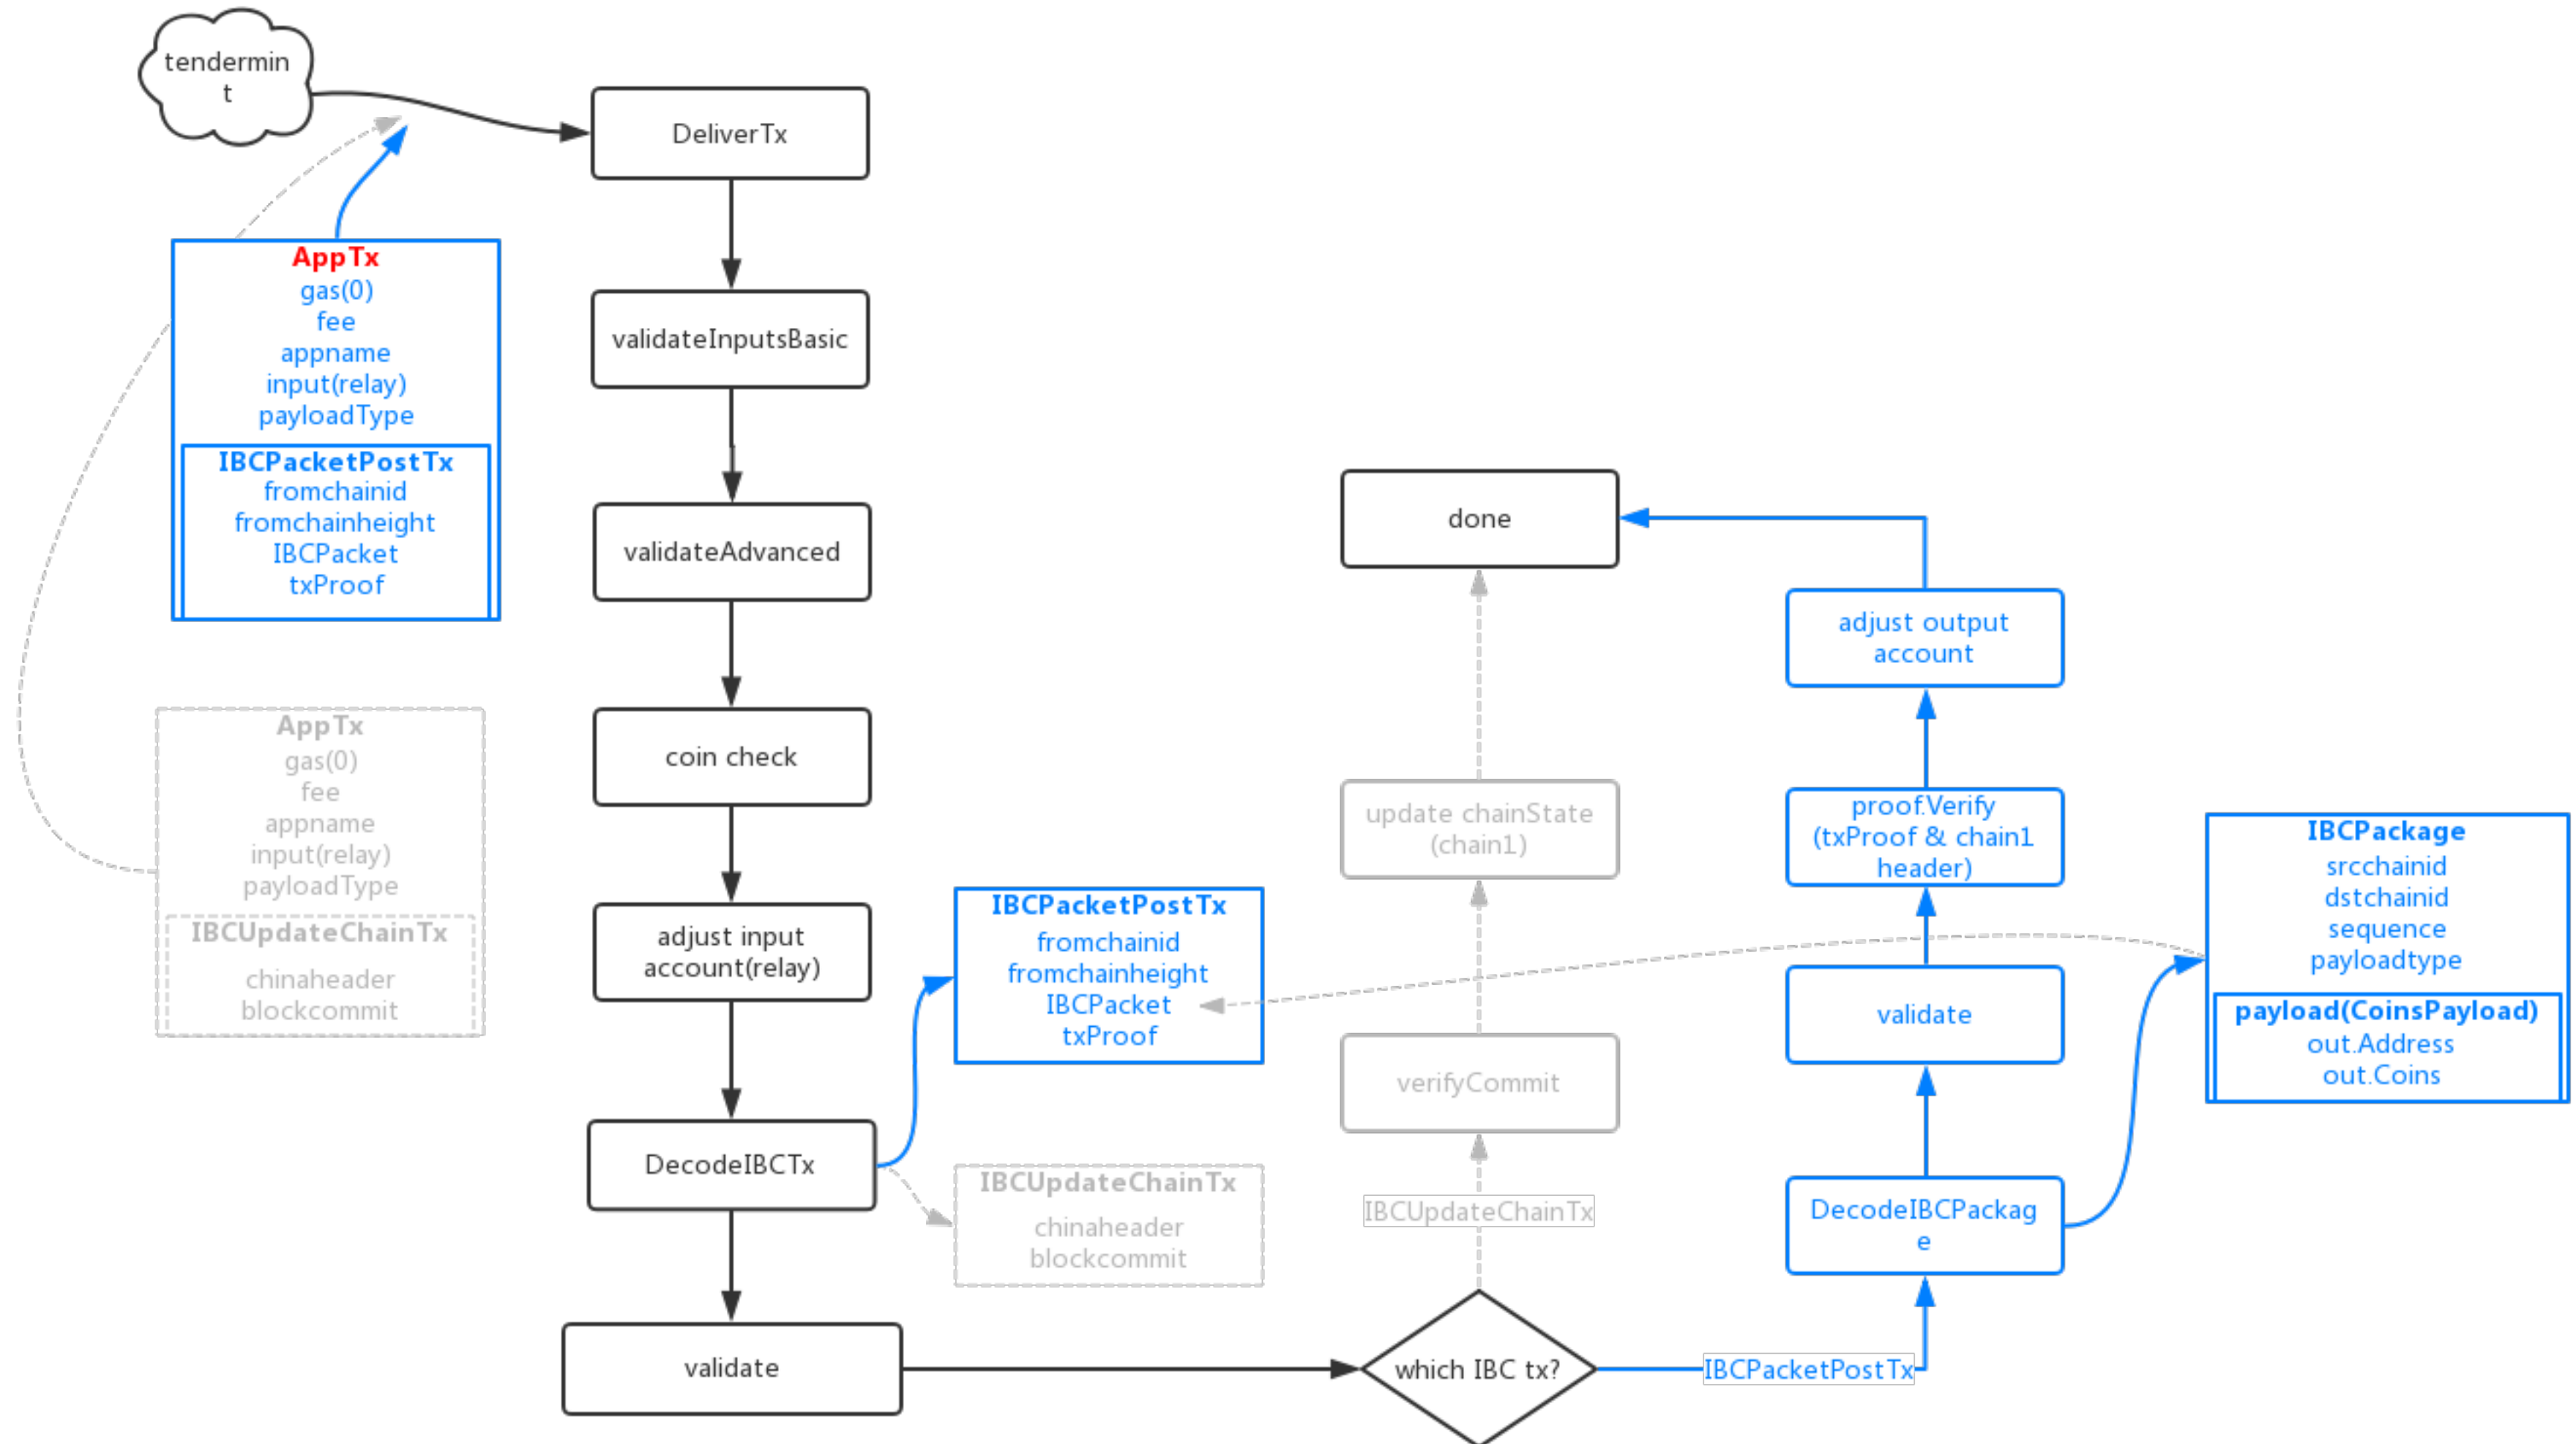 tendermin
t
DeliverTx
AppTx
gas(0)
fee
appname
input(relay)
payloadType
IBCPacketPostTx
fromchainid
fromchainheight
IBCPacket
txProof
validateInputsBasic
validateAdvanced
coin check
adjust input
account(relay)
DecodeIBCTx
validate
AppTx
gas(0)
fee
appname
input(relay)
payloadType
IBCUpdateChainTx
chinaheader
blockcommit
IBCPacketPostTx
fromchainid
fromchainheight
IBCPacket
txProof
IBCUpdateChainTx
chinaheader
blockcommit
which IBC tx?
IBCUpdateChainTx
verifyCommit
update chainState
(chain1)
done
IBCPacketPostTx
DecodeIBCPackag
e
validate
proof.Verify
(txProof & chain1
header)
adjust output
account
IBCPackage
srcchainid
dstchainid
sequence
payloadtype
payload(CoinsPayload)
out.Address
out.Coins